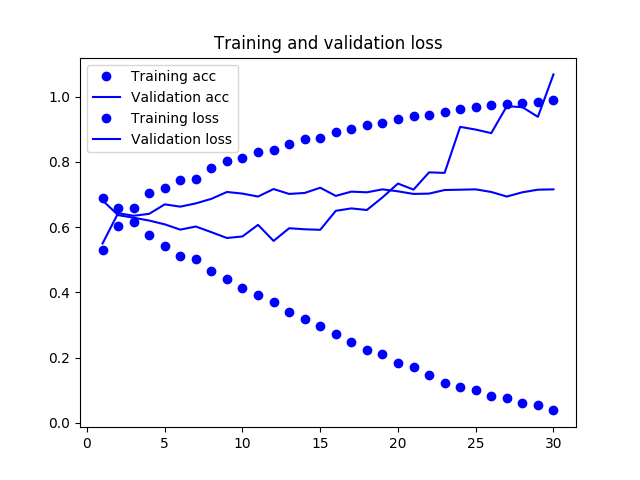 Training and validation loss
Training acc
Validation acc
Training loss
Validation loss
1.0
0.8
0.6
0.4
0.2
0.0
0 5 10 15 20 25 30